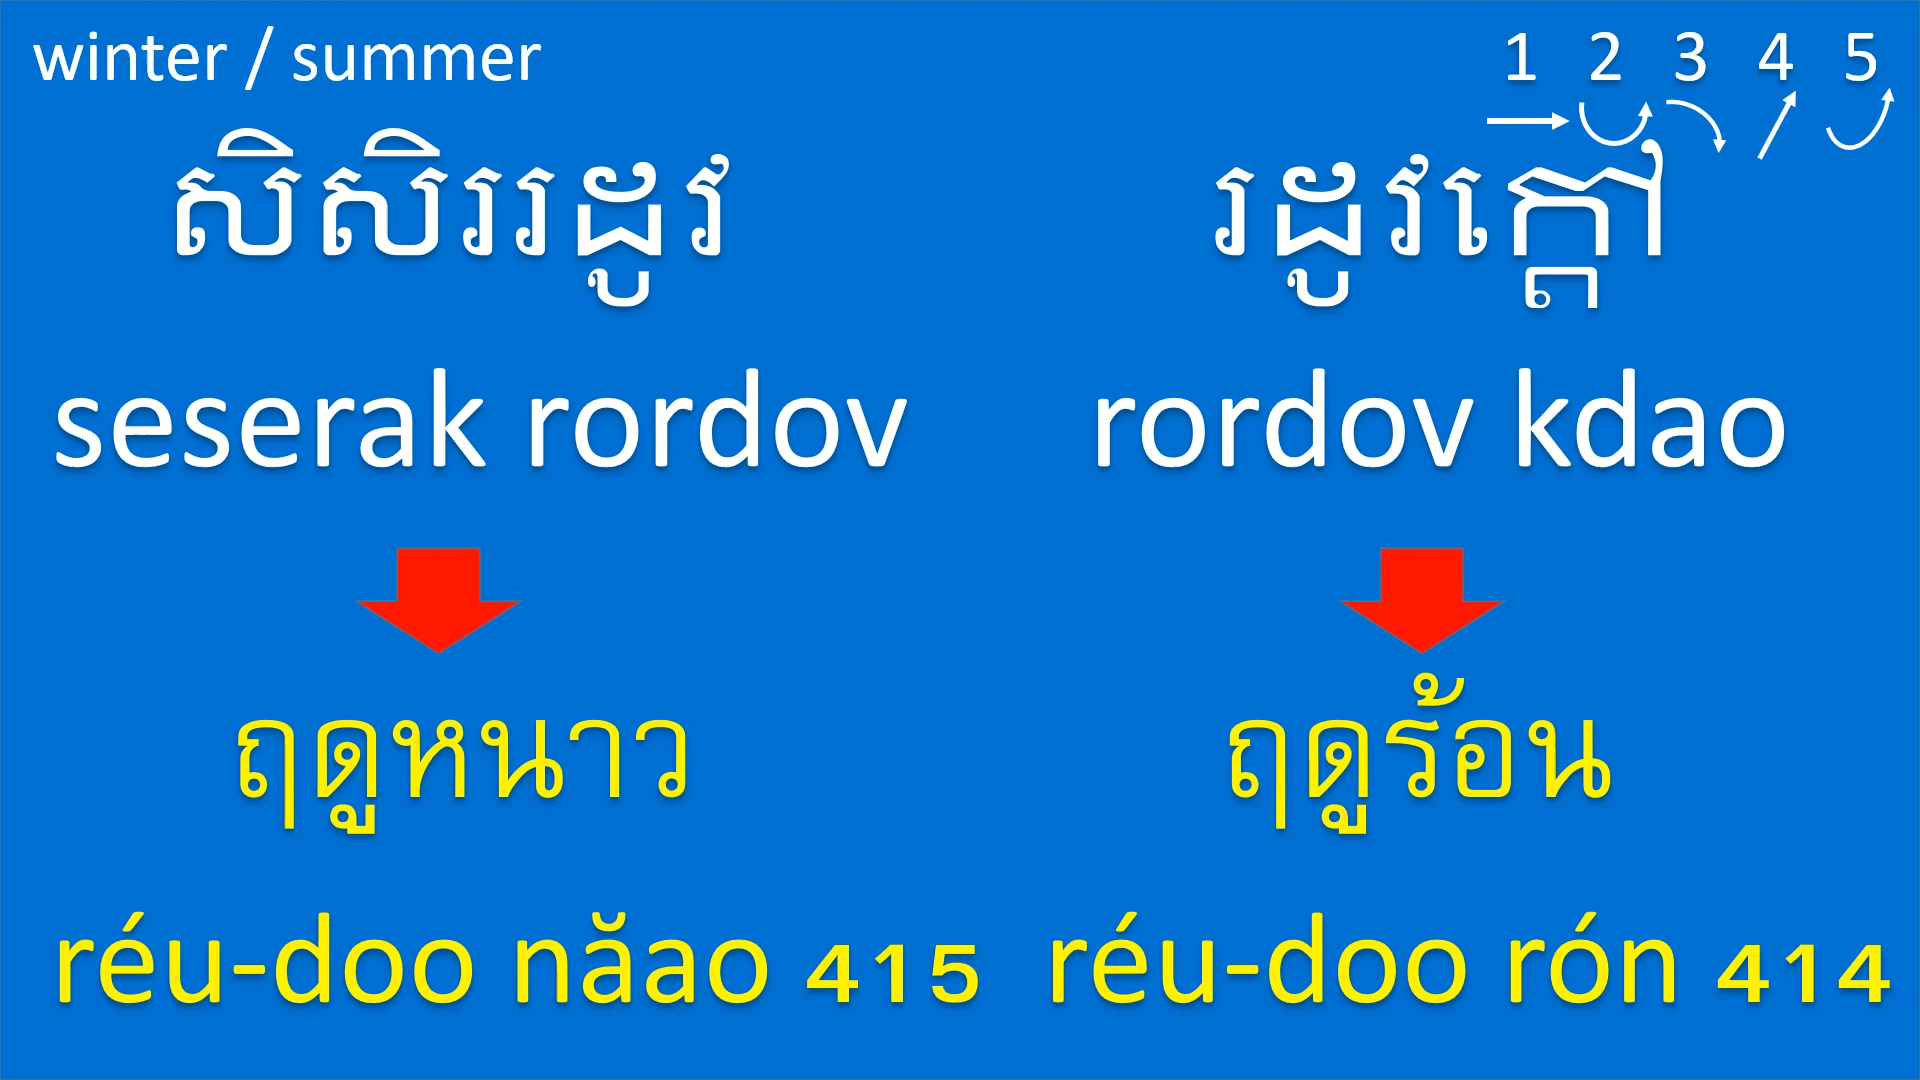 winter / summer
1 2 3 4 5
សិសិររដូវ
រដូវក្ដៅ
seserak rordov
rordov kdao
ฤดูหนาว
ฤดูร้อน
réu-doo năao 415
réu-doo rón 414